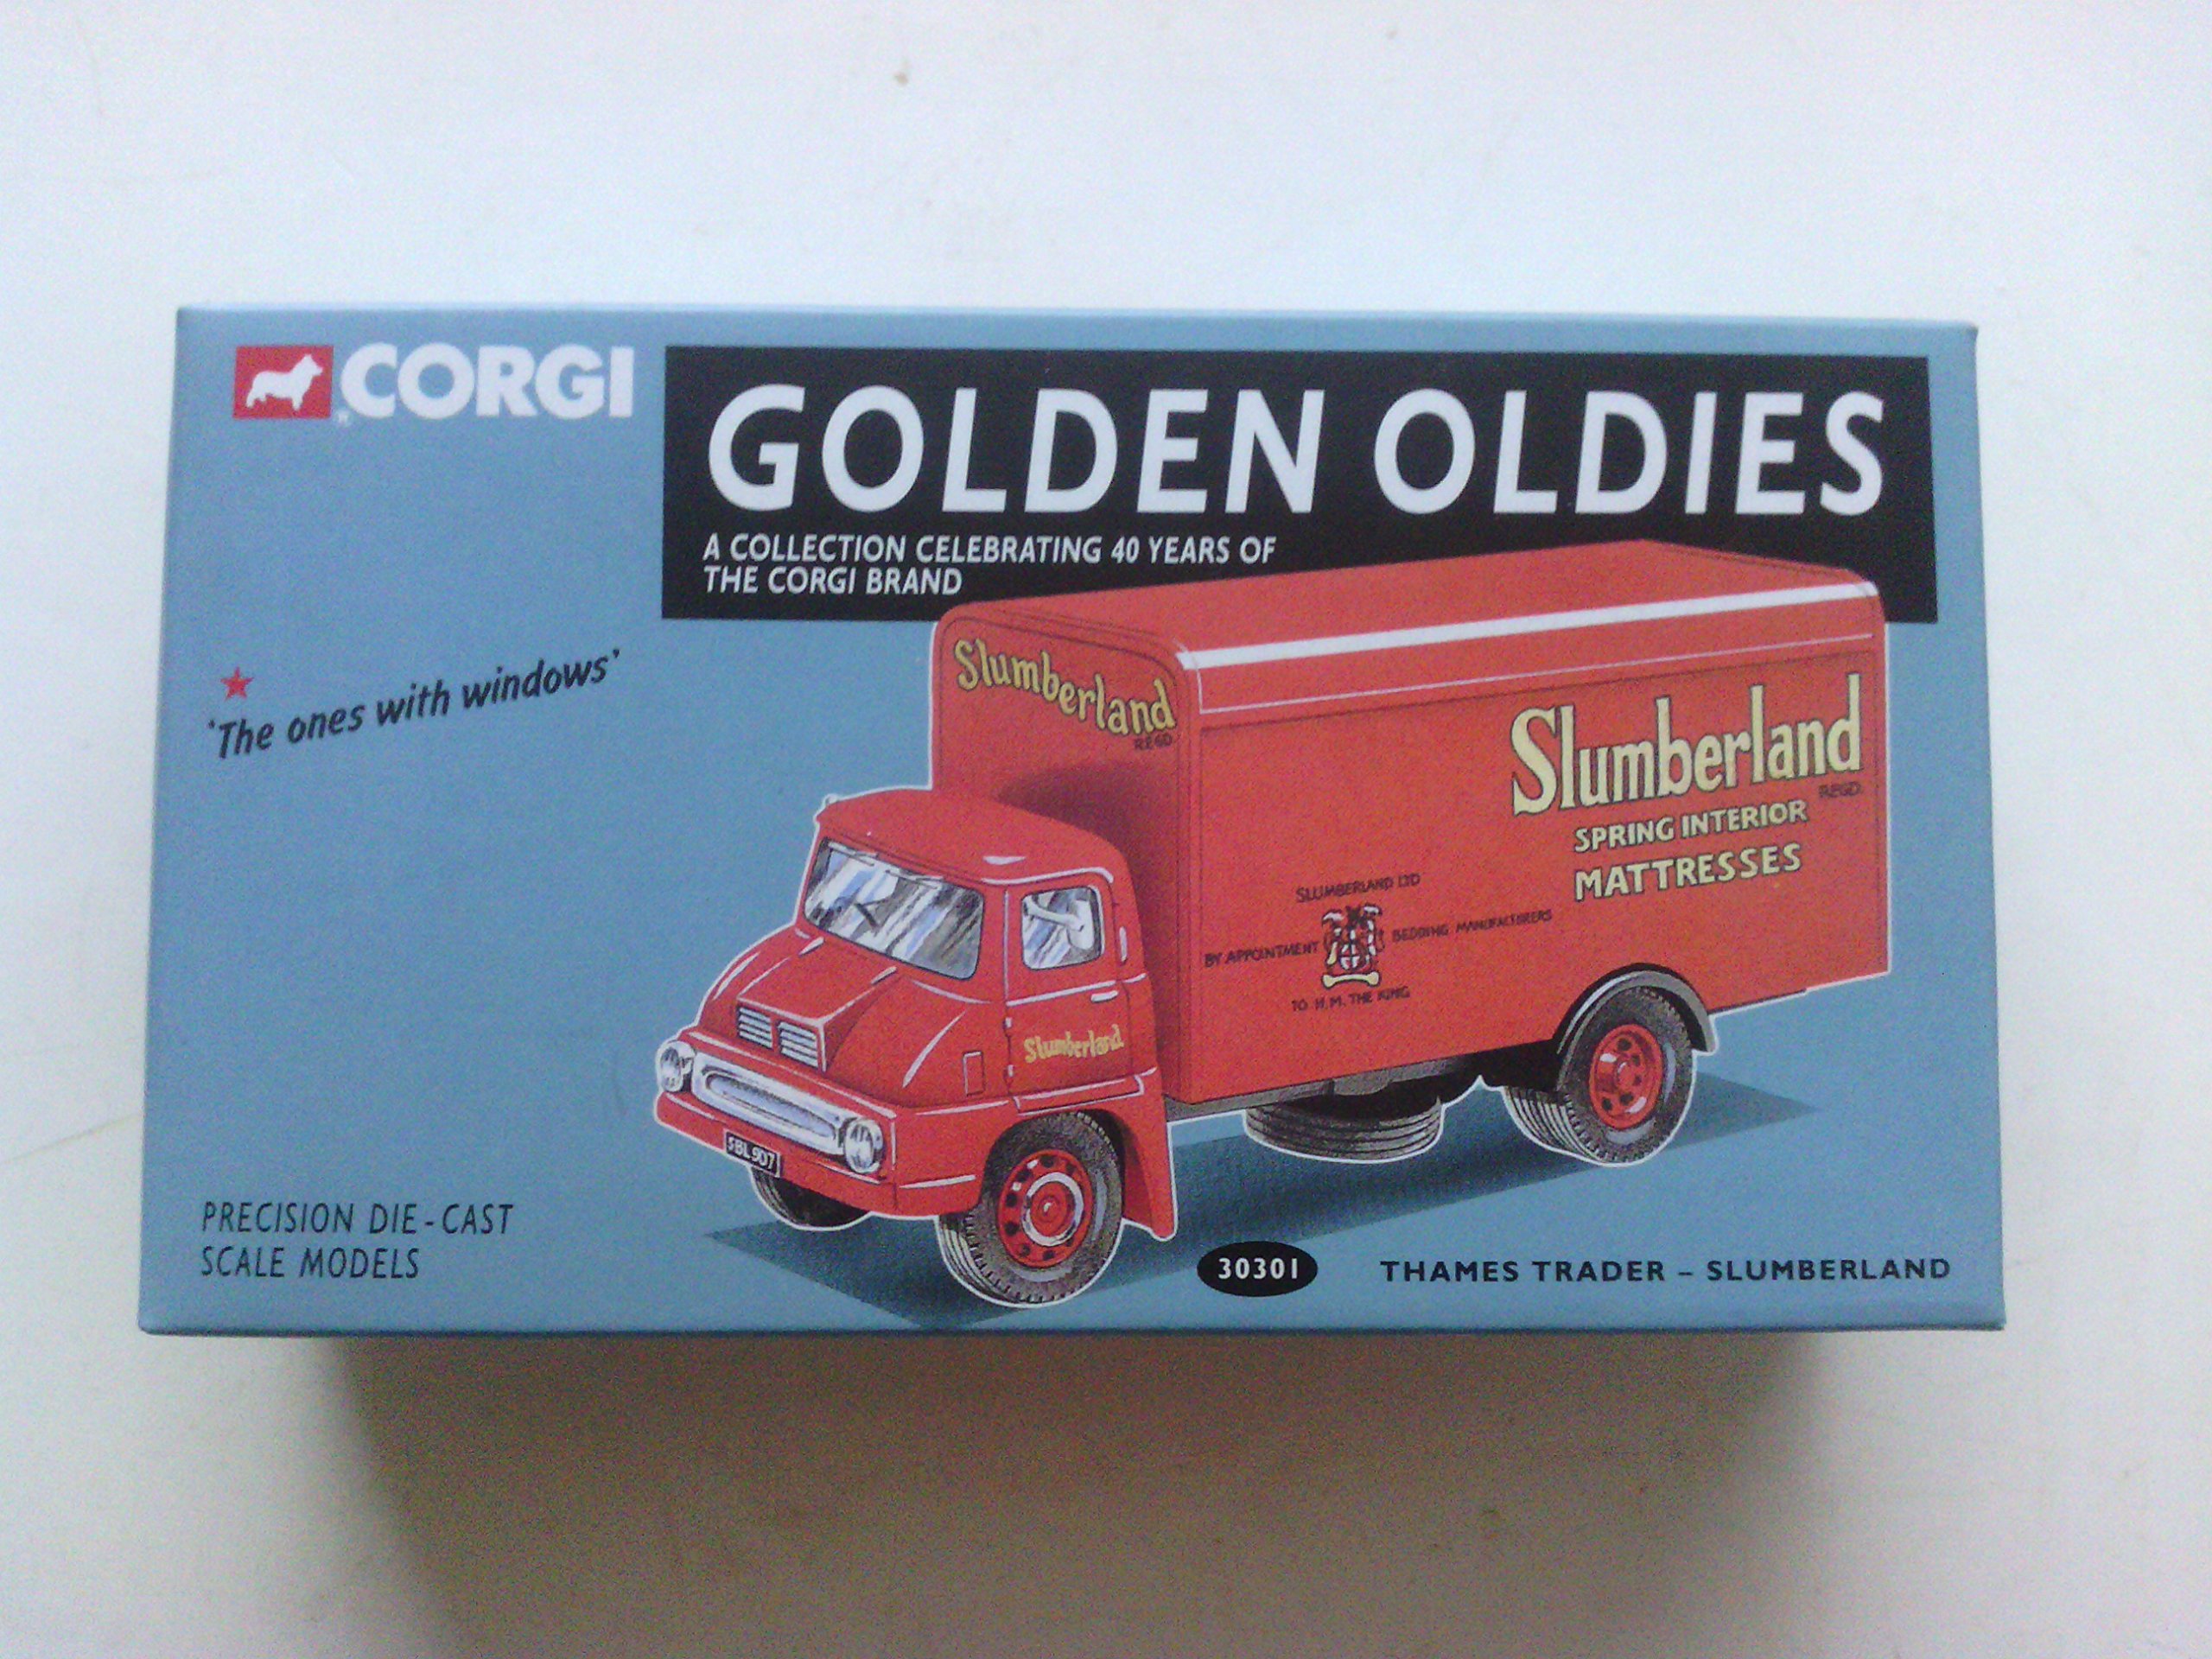 CORGI
GOLDEN OLDIES
A COLLECTION CELEBRATING 40 YEARS OF
THE CORGI BRAND
'The ones with windows'
Slumberland
REGD
Slumberland
REGD.
SPRING INTERIOR
MATTRESSES
SLUMBERLAND LTD
BY APPOINTMENT BEDDING MANUFACTURERS
TO H.M. THE KING
Slumberland
SBL 907
PRECISION DIE-CAST
SCALE MODELS
30301 THAMES TRADER – SLUMBERLAND